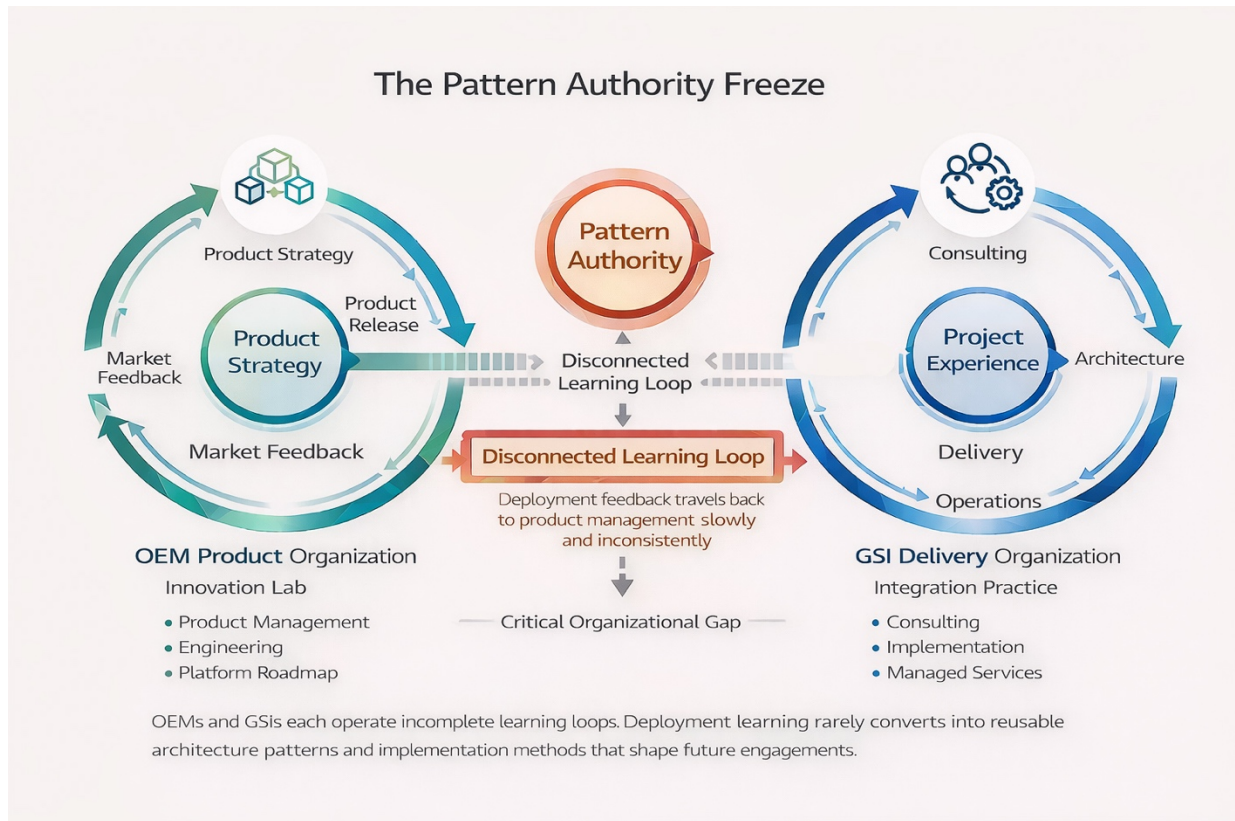 The Pattern Authority Freeze
Product Strategy
Product
Release
Product
Strategy
Market
Feedback
Market Feedback
Pattern
Authority
Disconnected
Learning Loop
Disconnected Learning Loop
Deployment feedback travels back
to product management slowly
and inconsistently
Critical Organizational Gap
Consulting
Project
Experience
Architecture
Delivery
Operations
OEM Product Organization
Innovation Lab
• Product Management
• Engineering
• Platform Roadmap
GSI Delivery Organization
Integration Practice
• Consulting
• Implementation
• Managed Services
OEMs and GSIs each operate incomplete learning loops. Deployment learning rarely converts into reusable
architecture patterns and implementation methods that shape future engagements.